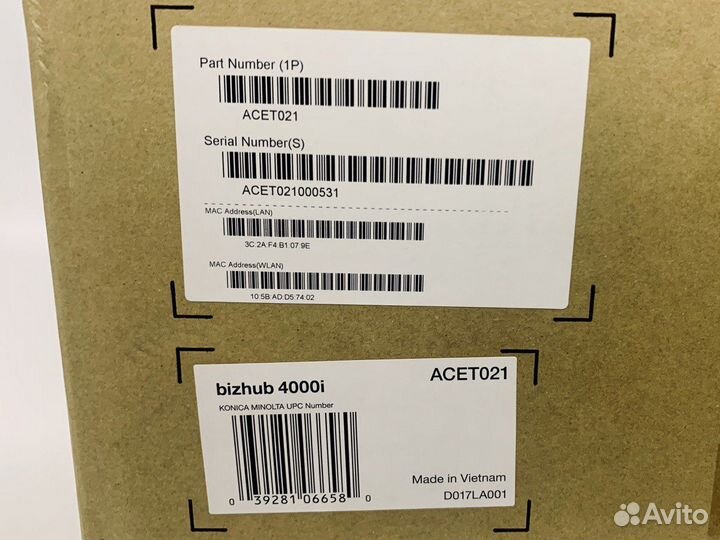 Part Number (1P)
ACET021
Serial Number(S)
ACET021000531
MAC Address(LAN)
3C:2A:F4:B1:07:9E
MAC Address(WLAN)
10:5B:AD:D5:74:02
bizhub 4000i
ACET021
KONICA MINOLTA UPC Number
0 39281 06658 0
Made in Vietnam
D017LA001
Avito